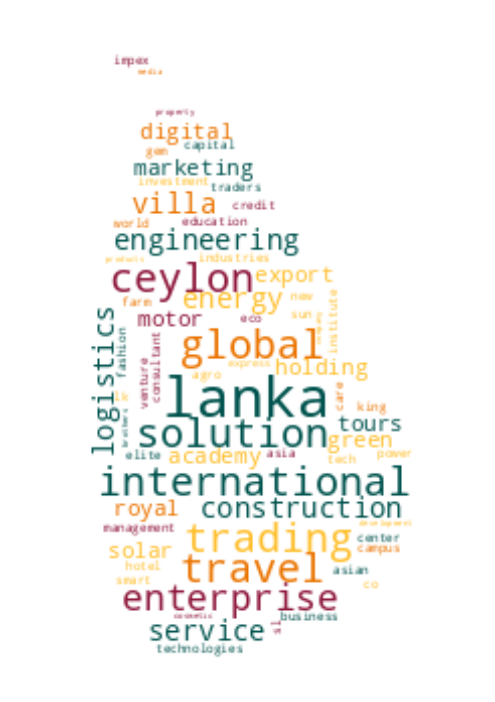 impex
media
property
digital
capital
gem
marketing
investment
traders
villa
credit
world
education
engineering
industries
products
ceylon
export
energy
new
farm
motor
eco
sun
institute
logistics
fashion
global
express
holding
venture
consultant
agro
lanka
care
king
lk
brothers
solution
tours
green
elite
academy
asia
tech
power
international
royal
construction
management
trading
development
center
campus
solar
hotel
travel
asian
smart
co
enterprise
cosmetic
business
service
sl
technologies